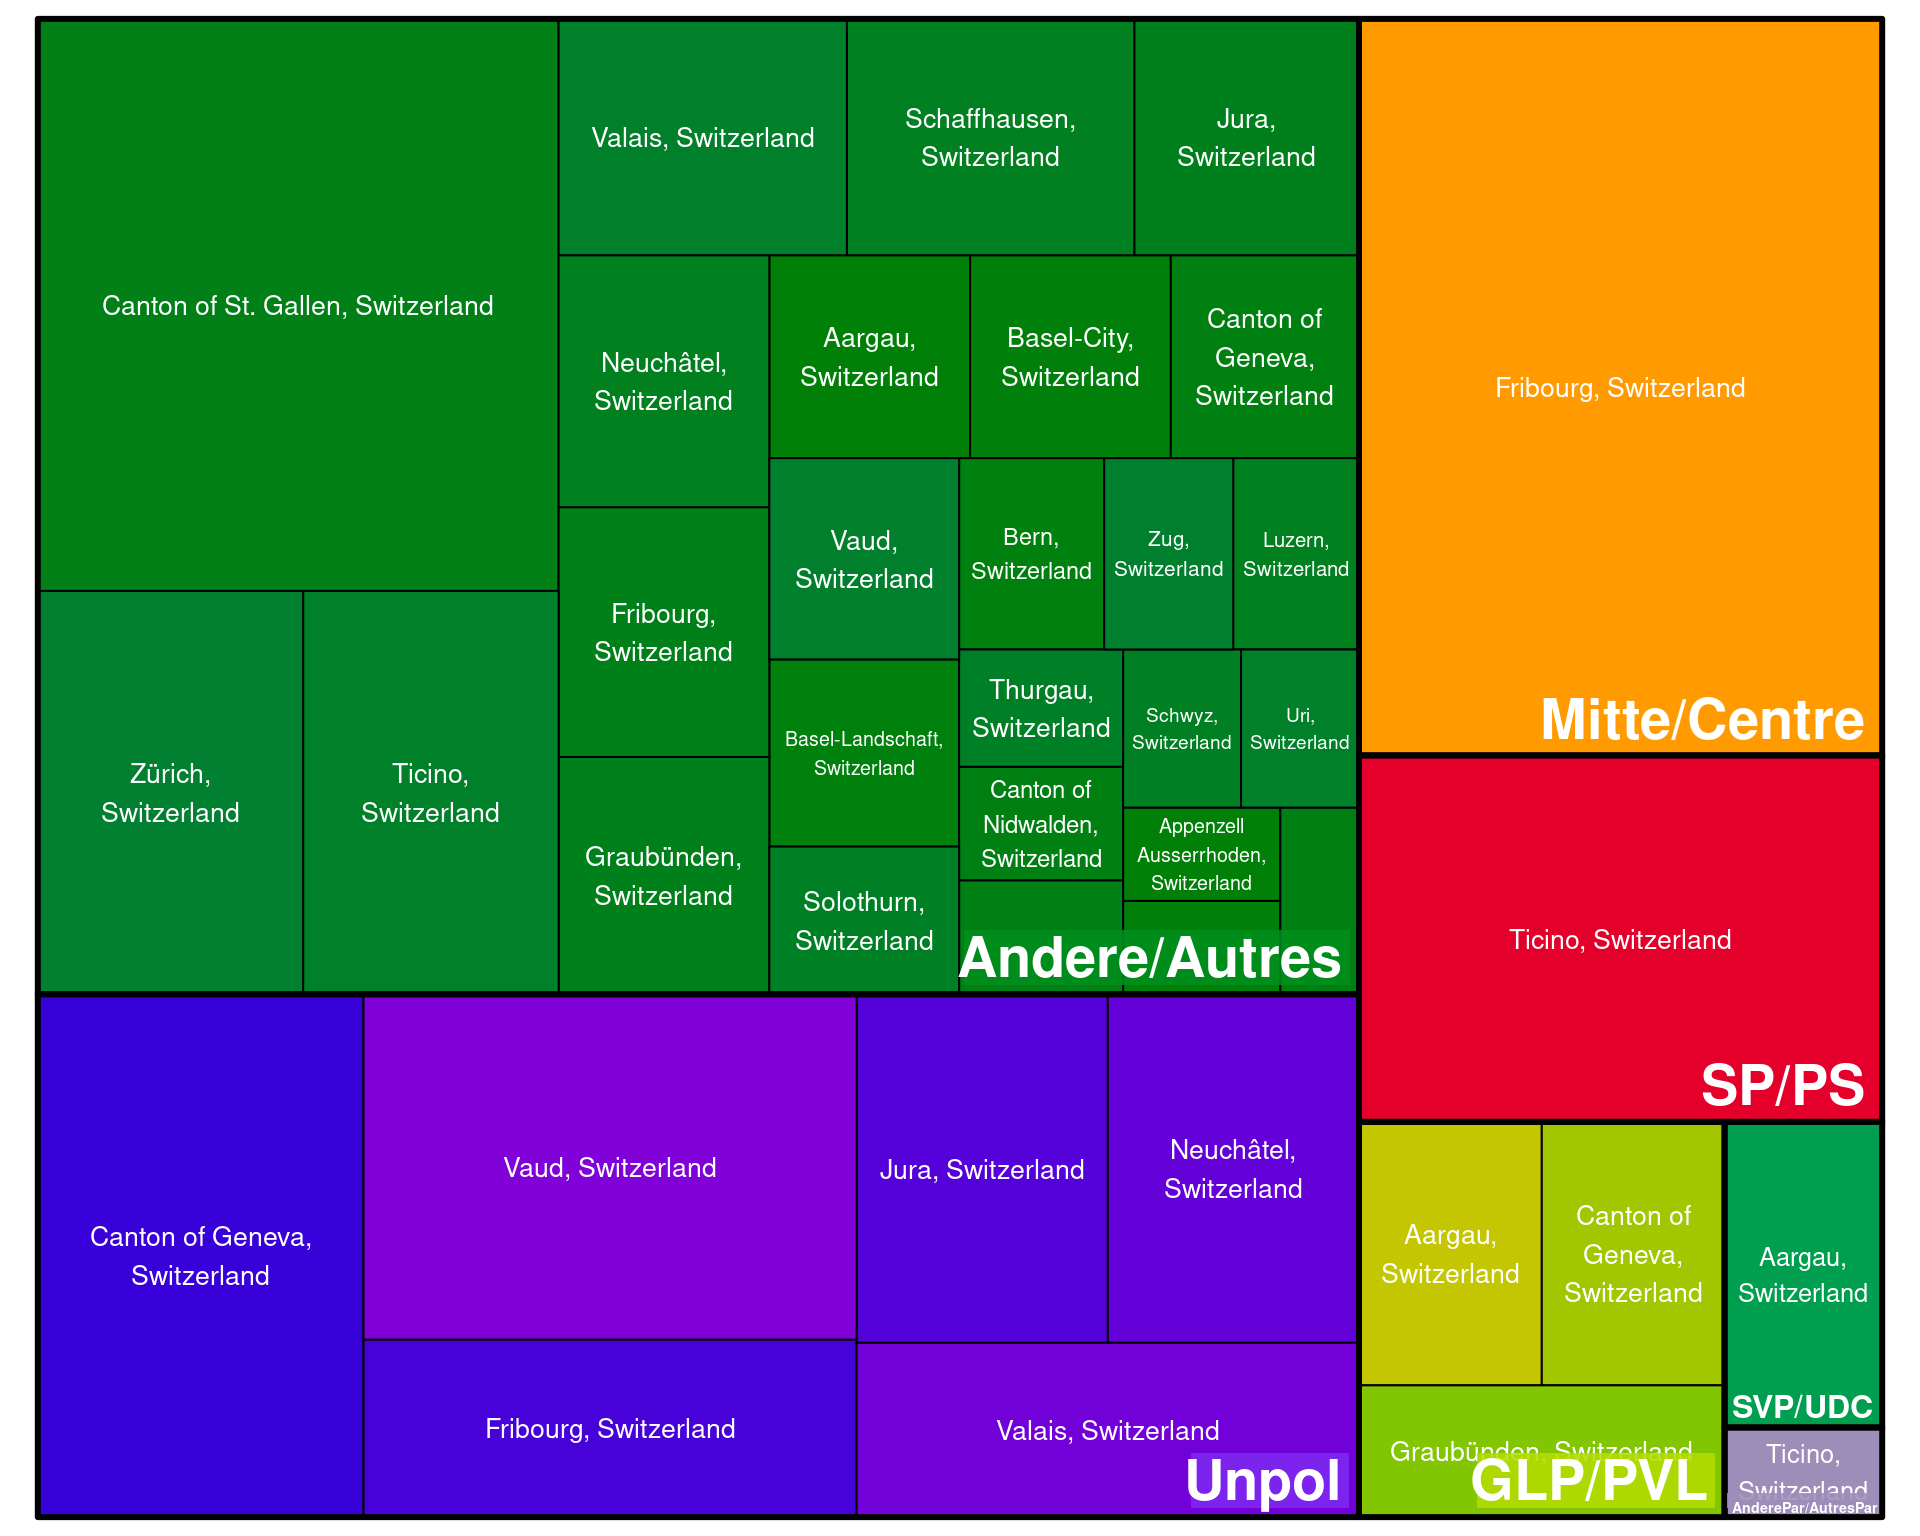 Canton of St. Gallen, Switzerland
Valais, Switzerland
Schaffhausen,
Switzerland
Jura,
Switzerland
Neuchâtel,
Switzerland
Aargau,
Switzerland
Basel-City,
Switzerland
Canton of
Geneva,
Switzerland
Fribourg,
Switzerland
Vaud,
Switzerland
Bern,
Switzerland
Zug,
Switzerland
Luzern,
Switzerland
Zürich,
Switzerland
Ticino,
Switzerland
Graubünden,
Switzerland
Basel-Landschaft,
Switzerland
Solothurn,
Switzerland
Thurgau,
Switzerland
Schwyz,
Switzerland
Uri,
Switzerland
Canton of
Nidwalden,
Switzerland
Appenzell
Ausserrhoden,
Switzerland
Andere/Autres
Fribourg, Switzerland
Mitte/Centre
Ticino, Switzerland
SP/PS
Canton of Geneva,
Switzerland
Vaud, Switzerland
Fribourg, Switzerland
Jura, Switzerland
Neuchâtel,
Switzerland
Valais, Switzerland
Unpol
Aargau,
Switzerland
Canton of
Geneva,
Switzerland
Graubünden, Switzerland
GLP/PVL
Aargau,
Switzerland
SVP/UDC
Ticino,
Switzerland
AnderePar/AutresPar